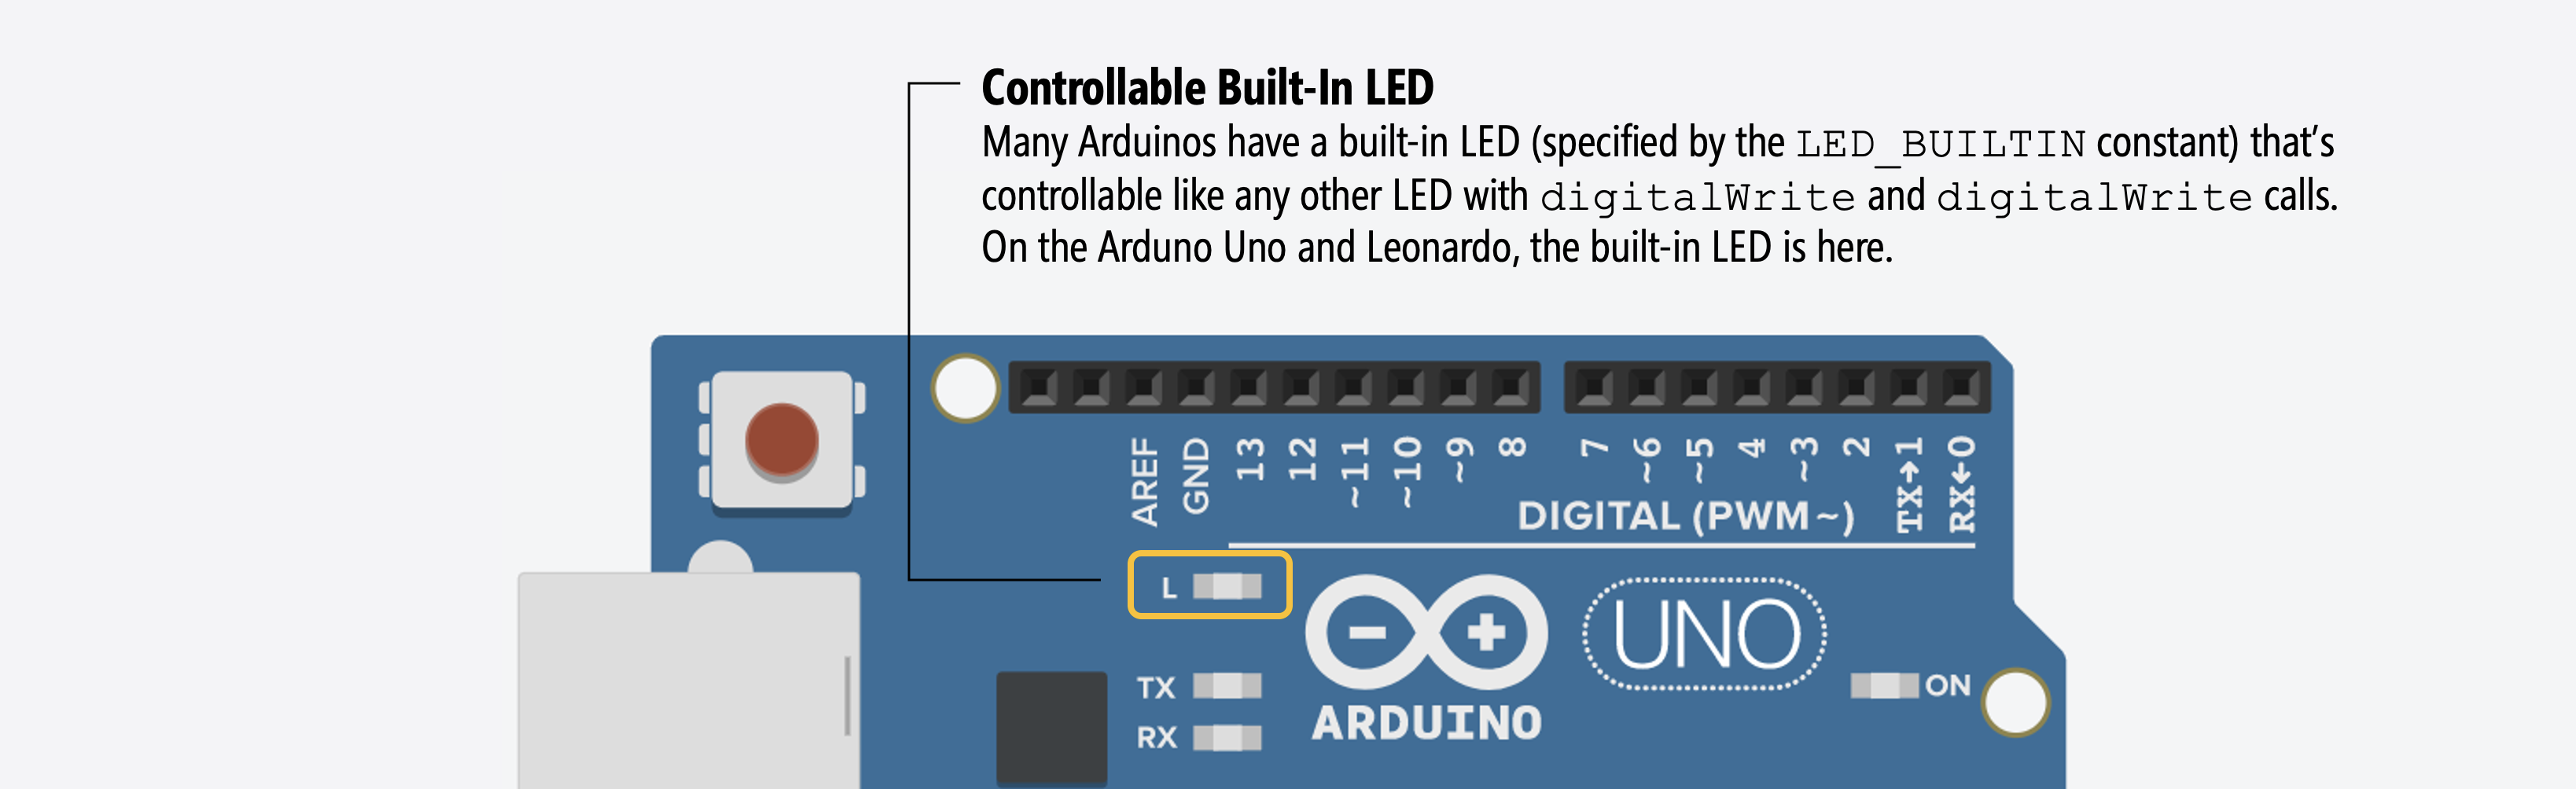 Controllable Built-In LED
Many Arduinos have a built-in LED (specified by the LED_BUILTIN constant) that's
controllable like any other LED with digitalWrite and digitalWrite calls.
On the Arduno Uno and Leonardo, the built-in LED is here.
AREF
GND
13
12
~11
~10
~9
8
7
~6
~5
4
~3
2
TX→1
RX←0
DIGITAL (PWM ~)
L
UNO
TX
ON
RX
ARDUINO